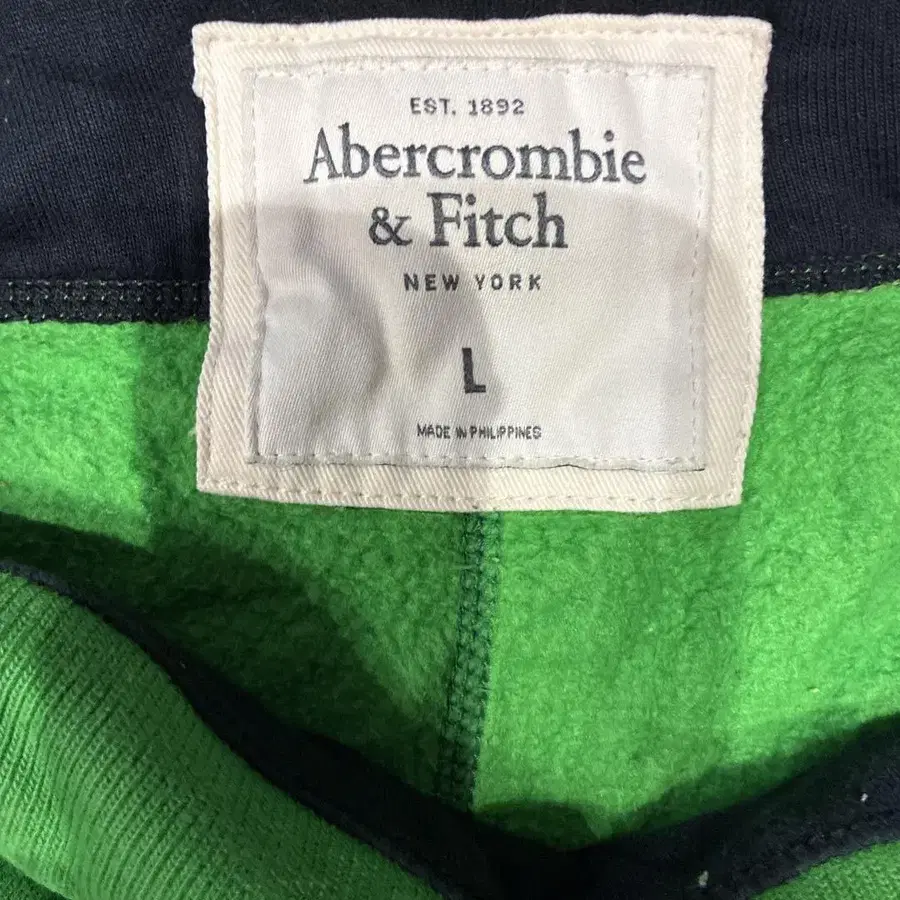 EST. 1892
Abercrombie
& Fitch
NEW YORK
L
MADE IN PHILIPPINES